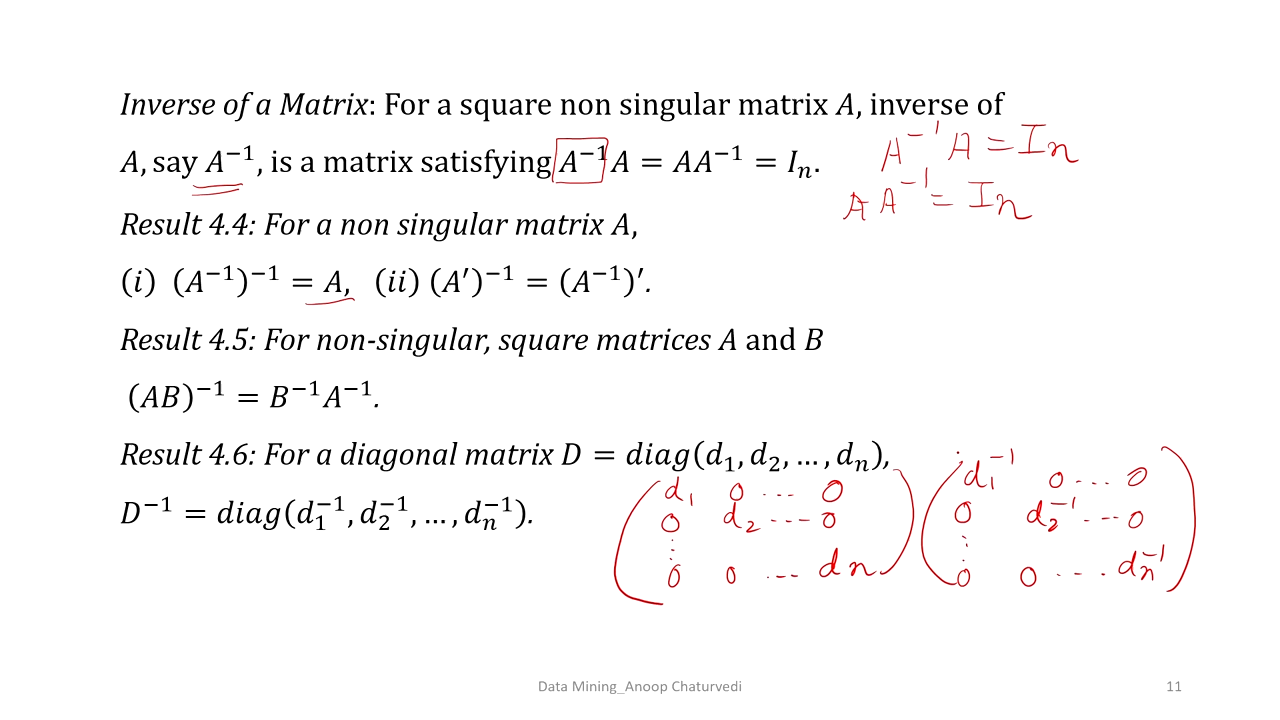 Inverse of a Matrix: For a square non singular matrix A, inverse of
A⁻¹ A = Iₙ
A, say A⁻¹, is a matrix satisfying A⁻¹A = AA⁻¹ = Iₙ.
A A⁻¹ = Iₙ
Result 4.4: For a non singular matrix A,
(i) (A⁻¹)⁻¹ = A, (ii) (A′)⁻¹ = (A⁻¹)′.
Result 4.5: For non-singular, square matrices A and B
(AB)⁻¹ = B⁻¹A⁻¹.
Result 4.6: For a diagonal matrix D = diag(d₁, d₂, … , dₙ),
D⁻¹ = diag(d₁⁻¹, d₂⁻¹, … , dₙ⁻¹).
d₁ 0 ... 0
0 d₂ ... 0
⋮
0 0 ... dn
d₁⁻¹ 0 ... 0
0 d₂⁻¹ ... 0
⋮
0 0 ... dₙ⁻¹
Data Mining_Anoop Chaturvedi
11